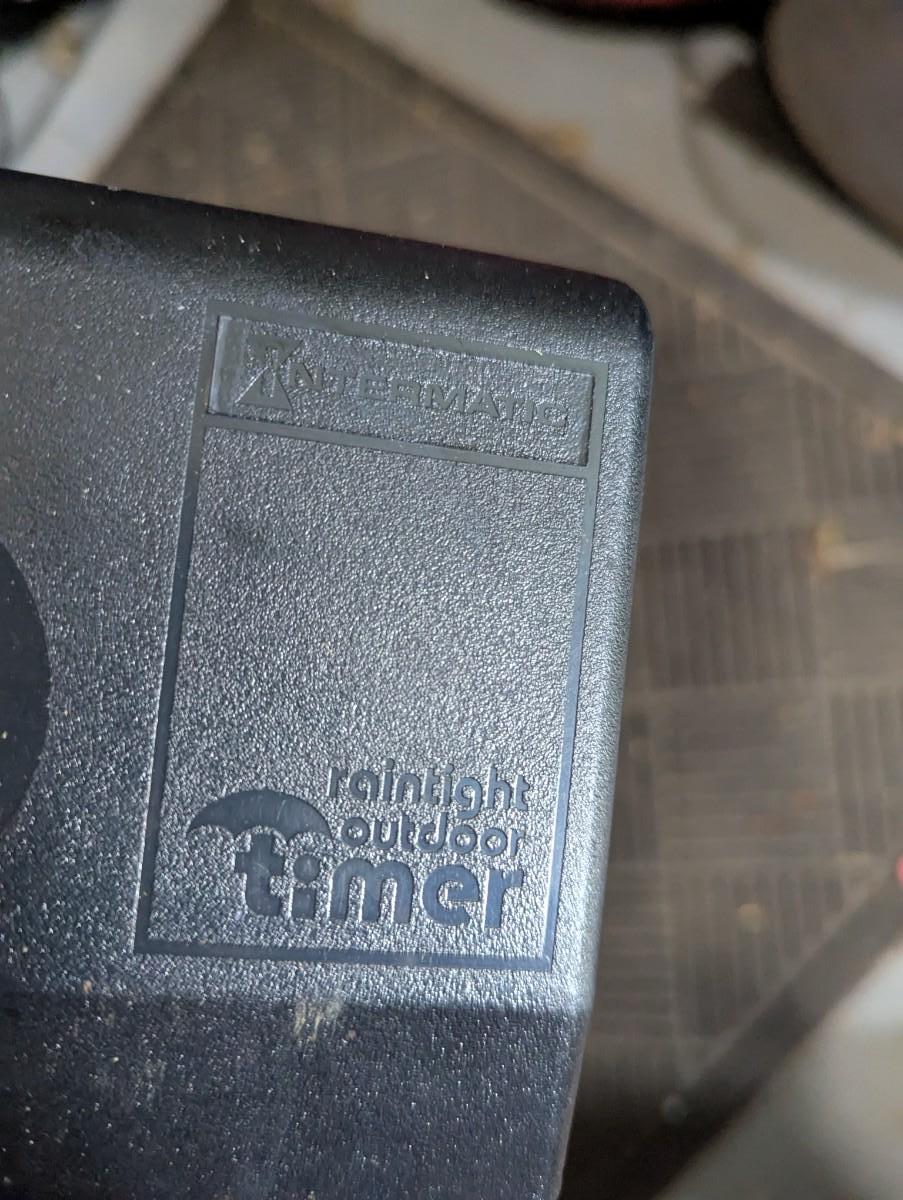 INTERMATIC
raintight
outdoor
timer